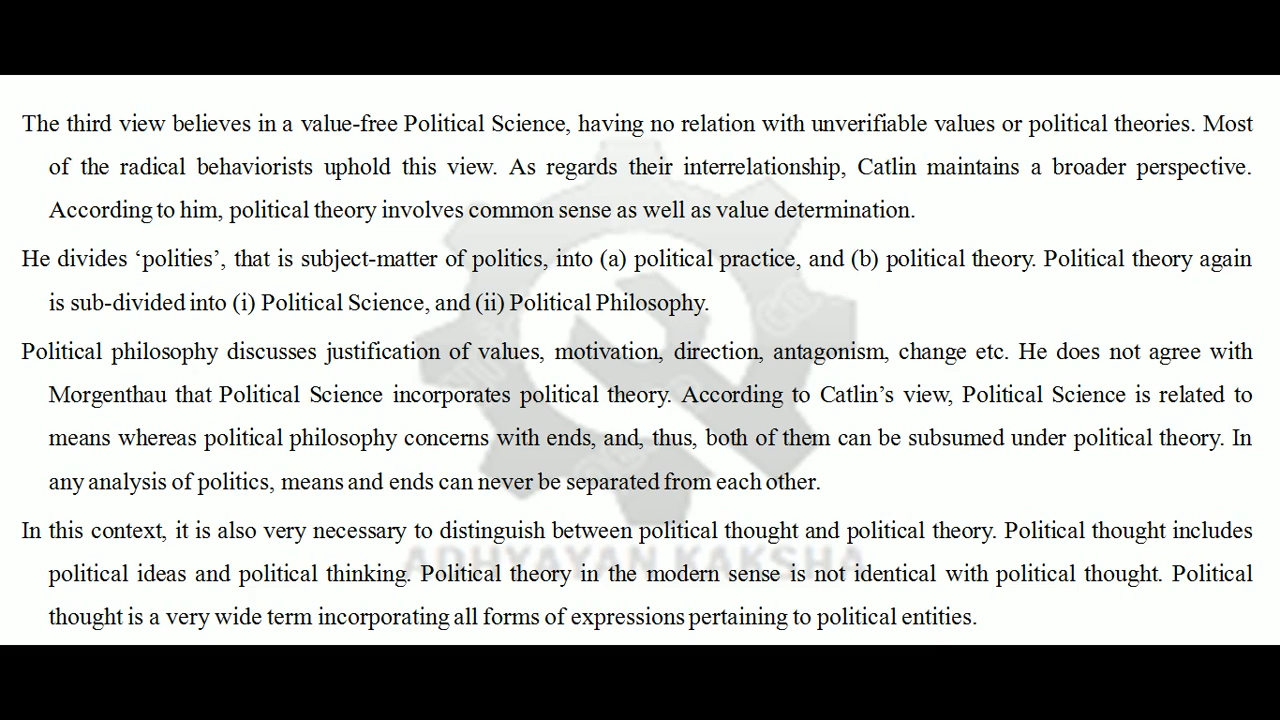 The third view believes in a value-free Political Science, having no relation with unverifiable values or political theories. Most
of the radical behaviorists uphold this view. As regards their interrelationship, Catlin maintains a broader perspective.
According to him, political theory involves common sense as well as value determination.
He divides ‘polities’, that is subject-matter of politics, into (a) political practice, and (b) political theory. Political theory again
is sub-divided into (i) Political Science, and (ii) Political Philosophy.
Political philosophy discusses justification of values, motivation, direction, antagonism, change etc. He does not agree with
Morgenthau that Political Science incorporates political theory. According to Catlin’s view, Political Science is related to
means whereas political philosophy concerns with ends, and, thus, both of them can be subsumed under political theory. In
any analysis of politics, means and ends can never be separated from each other.
In this context, it is also very necessary to distinguish between political thought and political theory. Political thought includes
ADHYAYAN KAKSHA
political ideas and political thinking. Political theory in the modern sense is not identical with political thought. Political
thought is a very wide term incorporating all forms of expressions pertaining to political entities.